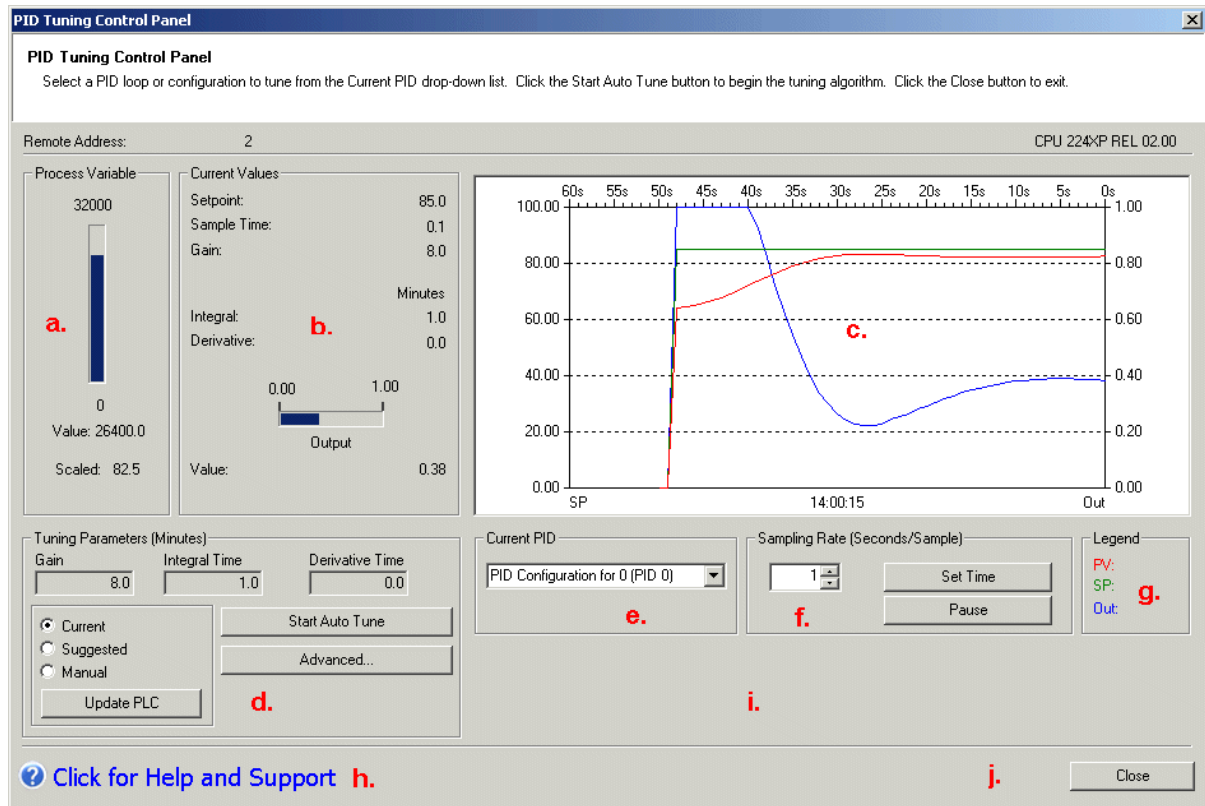 PID Tuning Control Panel
PID Tuning Control Panel
Select a PID loop or configuration to tune from the Current PID drop-down list. Click the Start Auto Tune button to begin the tuning algorithm. Click the Close button to exit.
Remote Address: 2 CPU 224XP REL 02.00
Process Variable
32000
a.
0
Value: 26400.0
Scaled: 82.5
Current Values
Setpoint: 85.0
Sample Time: 0.1
Gain: 8.0
Minutes
Integral: 1.0
b.
Derivative: 0.0
0.00 1.00
Output
Value: 0.38
60s 55s 50s 45s 40s 35s 30s 25s 20s 15s 10s 5s 0s
100.00 1.00
80.00 0.80
60.00 0.60
c.
40.00 0.40
20.00 0.20
0.00 0.00
SP 14:00:15 Out
Tuning Parameters (Minutes)
Gain Integral Time Derivative Time
8.0 1.0 0.0
Current
Suggested
Manual
Update PLC
Start Auto Tune
Advanced...
d.
Current PID
PID Configuration for 0 (PID 0)
e.
Sampling Rate (Seconds/Sample)
1 Set Time
f. Pause
Legend
PV:
SP:
g.
Out:
i.
? Click for Help and Support h.
j. Close